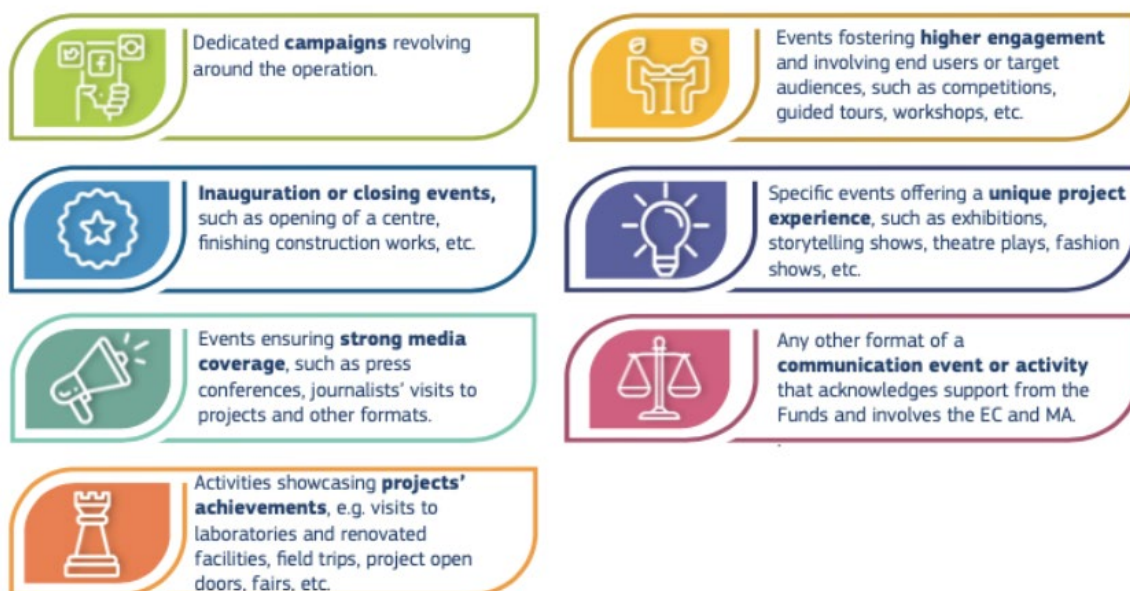 Dedicated campaigns revolving
around the operation.
Inauguration or closing events,
such as opening of a centre,
finishing construction works, etc.
Events ensuring strong media
coverage, such as press
conferences, journalists' visits to
projects and other formats.
Activities showcasing projects'
achievements, e.g. visits to
laboratories and renovated
facilities, field trips, project open
doors, fairs, etc.
Events fostering higher engagement
and involving end users or target
audiences, such as competitions,
guided tours, workshops, etc.
Specific events offering a unique project
experience, such as exhibitions,
storytelling shows, theatre plays, fashion
shows, etc.
Any other format of a
communication event or activity
that acknowledges support from the
Funds and involves the EC and MA.